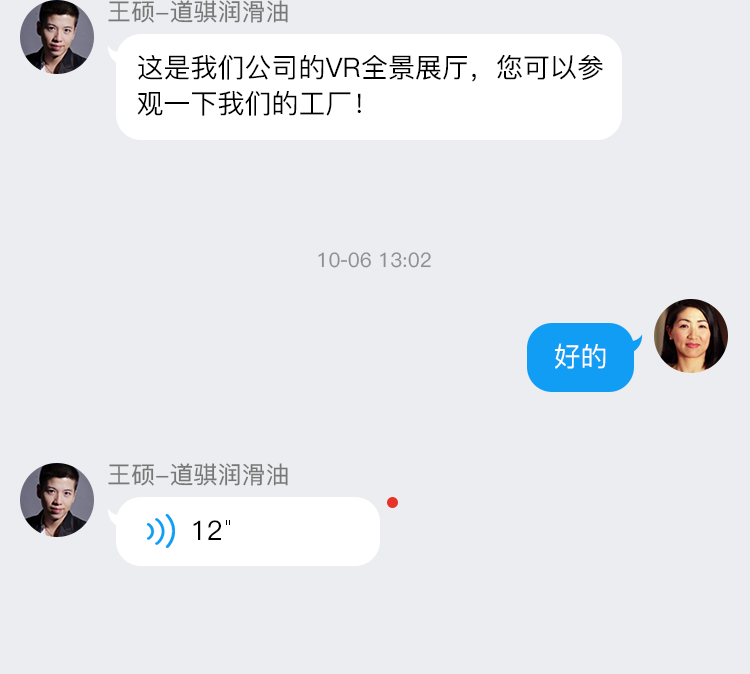 王硕-道骐润滑油
这是我们公司的VR全景展厅，您可以参
观一下我们的工厂！
10-06 13:02
好的
王硕-道骐润滑油
12"